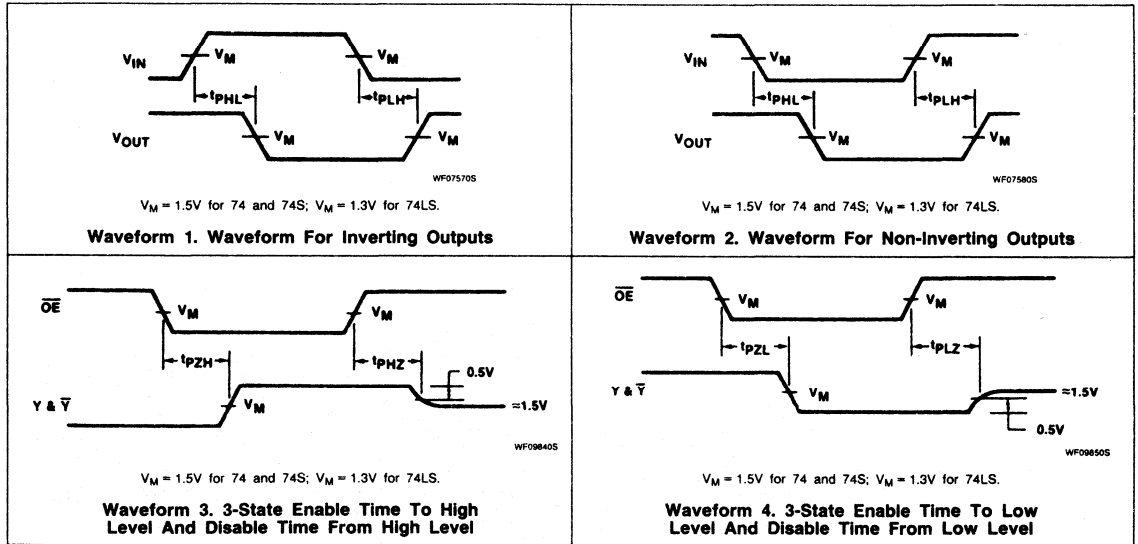 VIN
VM
VM
tPHL
tPLH
VOUT
VM
VM
WF07570S
VM = 1.5V for 74 and 74S; VM = 1.3V for 74LS.
Waveform 1. Waveform For Inverting Outputs
VIN
VM
VM
tPHL
tPLH
VOUT
VM
VM
WF07580S
VM = 1.5V for 74 and 74S; VM = 1.3V for 74LS.
Waveform 2. Waveform For Non-Inverting Outputs
O̅E̅
VM
VM
tPZH
tPHZ
0.5V
Y & Y̅
VM
≈1.5V
WF09840S
VM = 1.5V for 74 and 74S; VM = 1.3V for 74LS.
Waveform 3. 3-State Enable Time To High
Level And Disable Time From High Level
O̅E̅
VM
VM
tPZL
tPLZ
Y & Y̅
VM
≈1.5V
0.5V
WF09850S
VM = 1.5V for 74 and 74S; VM = 1.3V for 74LS.
Waveform 4. 3-State Enable Time To Low
Level And Disable Time From Low Level